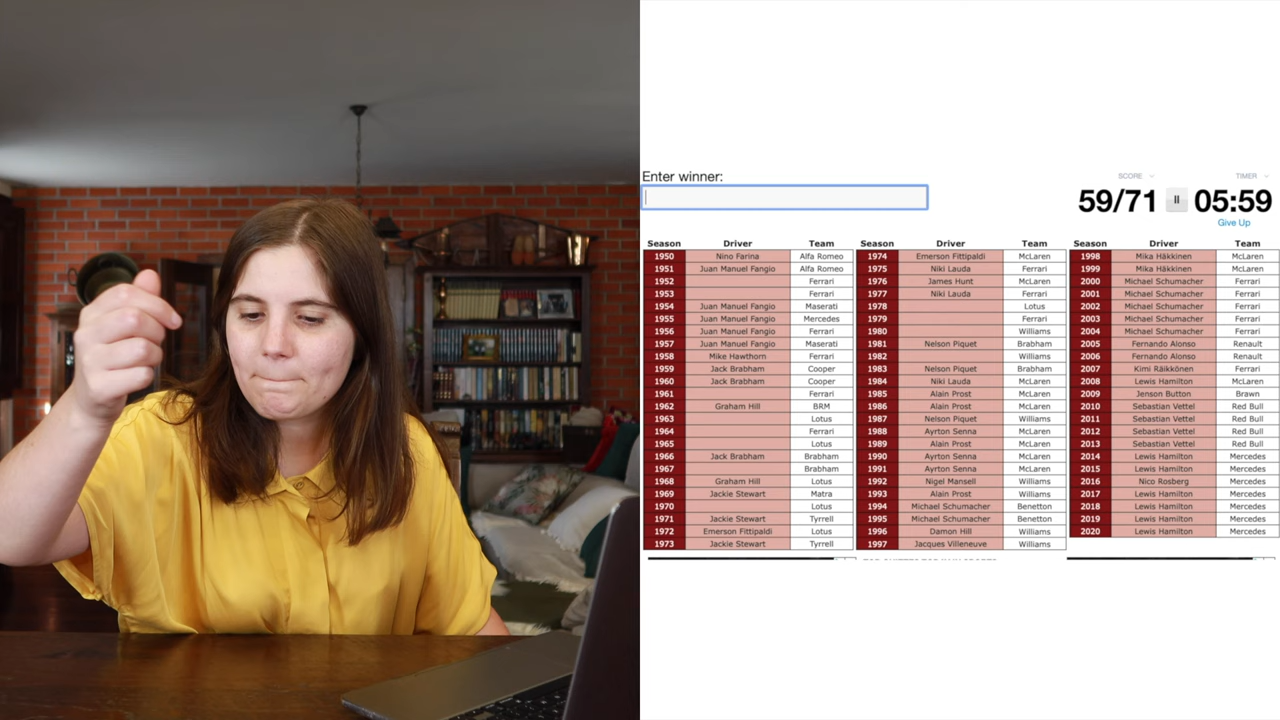 Enter winner:
SCORE TIMER
59/71 05:59
Give Up
Season Driver Team Season Driver Team Season Driver Team
1950 Nino Farina Alfa Romeo 1974 Emerson Fittipaldi McLaren 1998 Mika Häkkinen McLaren
1951 Juan Manuel Fangio Alfa Romeo 1975 Niki Lauda Ferrari 1999 Mika Häkkinen McLaren
1952 Ferrari 1976 James Hunt McLaren 2000 Michael Schumacher Ferrari
1953 Ferrari 1977 Niki Lauda Ferrari 2001 Michael Schumacher Ferrari
1954 Juan Manuel Fangio Maserati 1978 Lotus 2002 Michael Schumacher Ferrari
1955 Juan Manuel Fangio Mercedes 1979 Ferrari 2003 Michael Schumacher Ferrari
1956 Juan Manuel Fangio Ferrari 1980 Williams 2004 Michael Schumacher Ferrari
1957 Juan Manuel Fangio Maserati 1981 Nelson Piquet Brabham 2005 Fernando Alonso Renault
1958 Mike Hawthorn Ferrari 1982 Williams 2006 Fernando Alonso Renault
1959 Jack Brabham Cooper 1983 Nelson Piquet Brabham 2007 Kimi Räikkönen Ferrari
1960 Jack Brabham Cooper 1984 Niki Lauda McLaren 2008 Lewis Hamilton McLaren
1961 Ferrari 1985 Alain Prost McLaren 2009 Jenson Button Brawn
1962 Graham Hill BRM 1986 Alain Prost McLaren 2010 Sebastian Vettel Red Bull
1963 Lotus 1987 Nelson Piquet Williams 2011 Sebastian Vettel Red Bull
1964 Ferrari 1988 Ayrton Senna McLaren 2012 Sebastian Vettel Red Bull
1965 Lotus 1989 Alain Prost McLaren 2013 Sebastian Vettel Red Bull
1966 Jack Brabham Brabham 1990 Ayrton Senna McLaren 2014 Lewis Hamilton Mercedes
1967 Brabham 1991 Ayrton Senna McLaren 2015 Lewis Hamilton Mercedes
1968 Graham Hill Lotus 1992 Nigel Mansell Williams 2016 Nico Rosberg Mercedes
1969 Jackie Stewart Matra 1993 Alain Prost Williams 2017 Lewis Hamilton Mercedes
1970 Lotus 1994 Michael Schumacher Benetton 2018 Lewis Hamilton Mercedes
1971 Jackie Stewart Tyrrell 1995 Michael Schumacher Benetton 2019 Lewis Hamilton Mercedes
1972 Emerson Fittipaldi Lotus 1996 Damon Hill Williams 2020 Lewis Hamilton Mercedes
1973 Jackie Stewart Tyrrell 1997 Jacques Villeneuve Williams